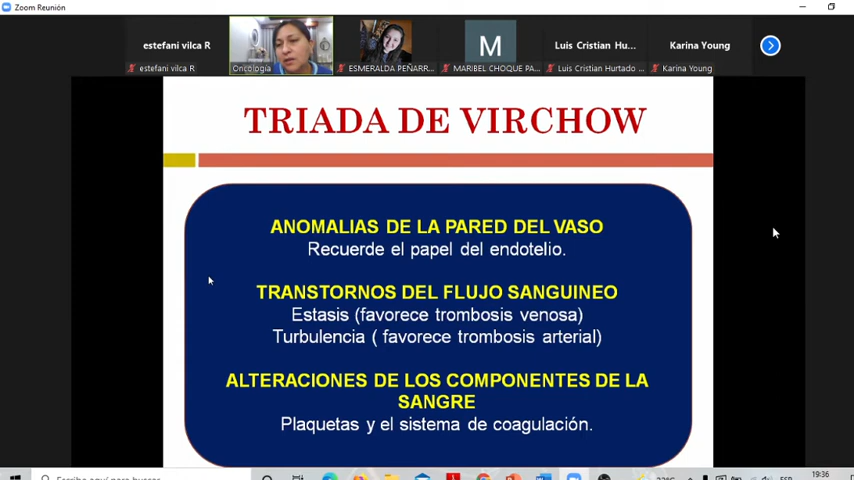 Zoom Reunión
estefani vilca R
M
Luis Cristian Hu...
Karina Young
estefani vilca R
Oncología
ESMERALDA PEÑARR...
MARIBEL CHOQUE PA...
Luis Cristian Hurtado ...
Karina Young
TRIADA DE VIRCHOW
ANOMALIAS DE LA PARED DEL VASO
Recuerde el papel del endotelio.
TRANSTORNOS DEL FLUJO SANGUINEO
Estasis (favorece trombosis venosa)
Turbulencia ( favorece trombosis arterial)
ALTERACIONES DE LOS COMPONENTES DE LA
SANGRE
Plaquetas y el sistema de coagulación.
19:36